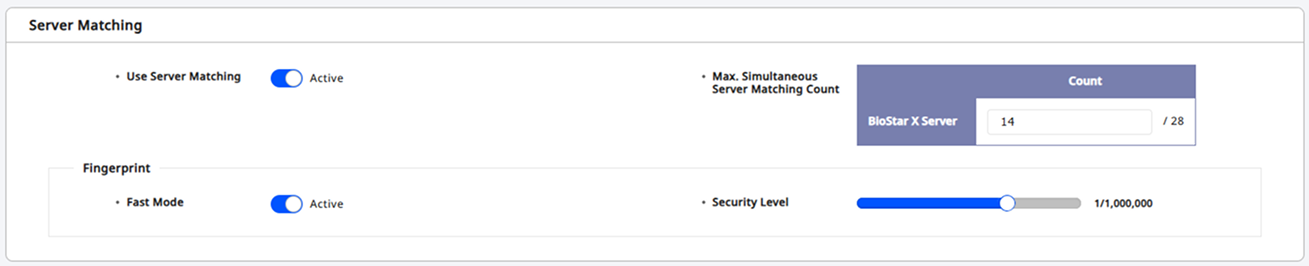 Server Matching
• Use Server Matching
Active
• Max. Simultaneous
Server Matching Count
Count
BioStar X Server
14
/ 28
Fingerprint
• Fast Mode
Active
• Security Level
1/1,000,000